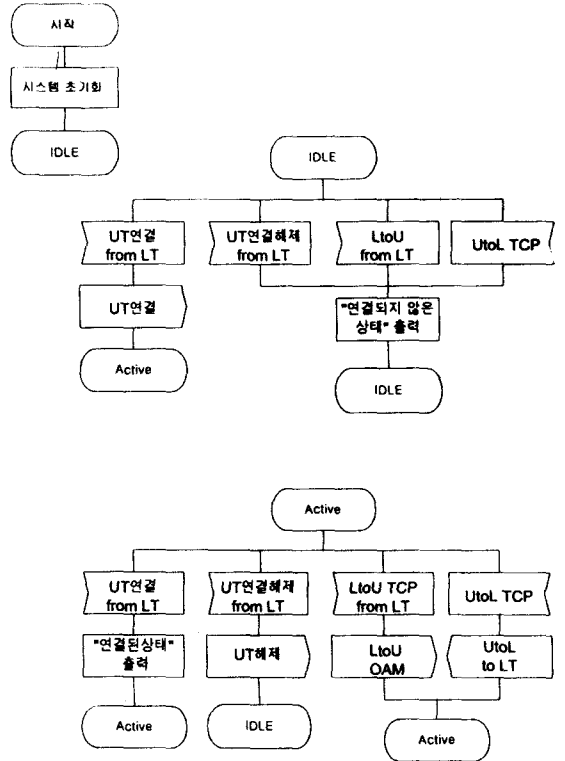 시작
시스템 초기화
IDLE
IDLE
UT연결
from LT
UT연결해제
from LT
LtoU
from LT
UtoL TCP
UT연결
"연결되지 않은
상태" 출력
Active
IDLE
Active
UT연결
from LT
UT연결해제
from LT
LtoU TCP
from LT
UtoL TCP
"연결된상태"
출력
UT해제
LtoU
OAM
UtoL
to LT
Active
IDLE
Active